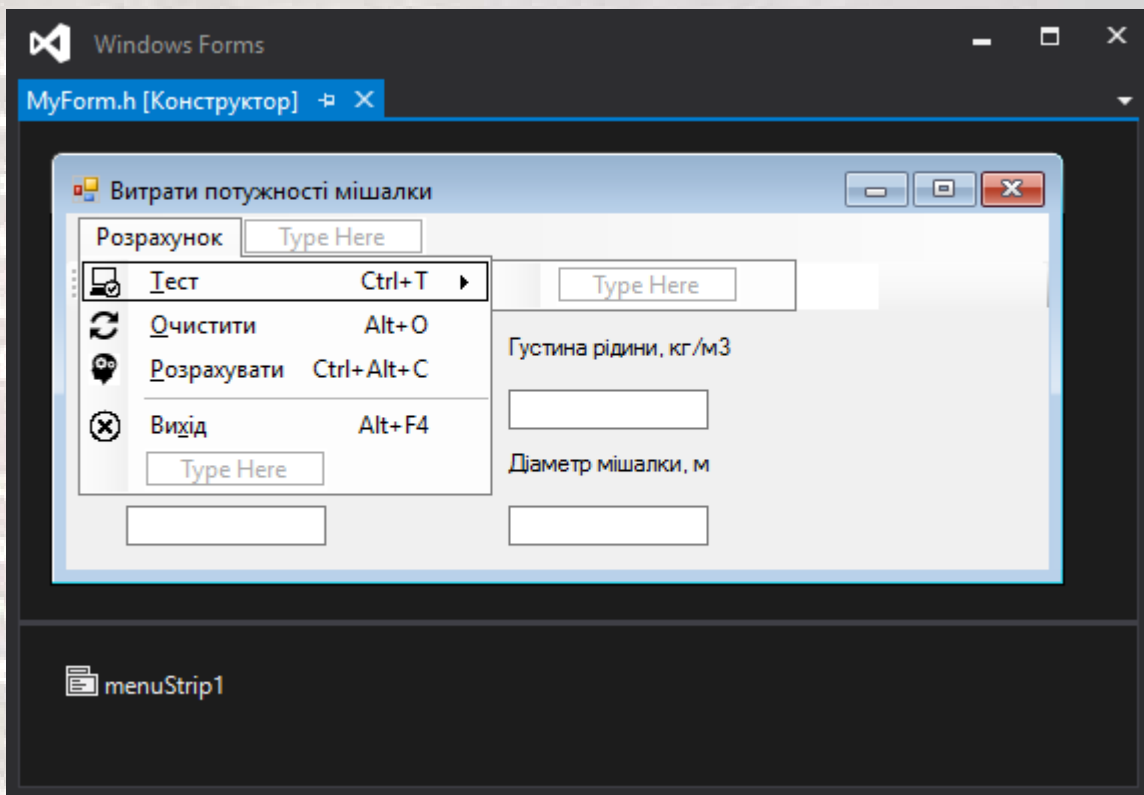 Windows Forms
MyForm.h [Конструктор]
Витрати потужності мішалки
Розрахунок Type Here
Тест Ctrl+T Type Here
Очистити Alt+O
Густина рідини, кг/м3
Розрахувати Ctrl+Alt+C
Вихід Alt+F4
Діаметр мішалки, м
Type Here
menuStrip1